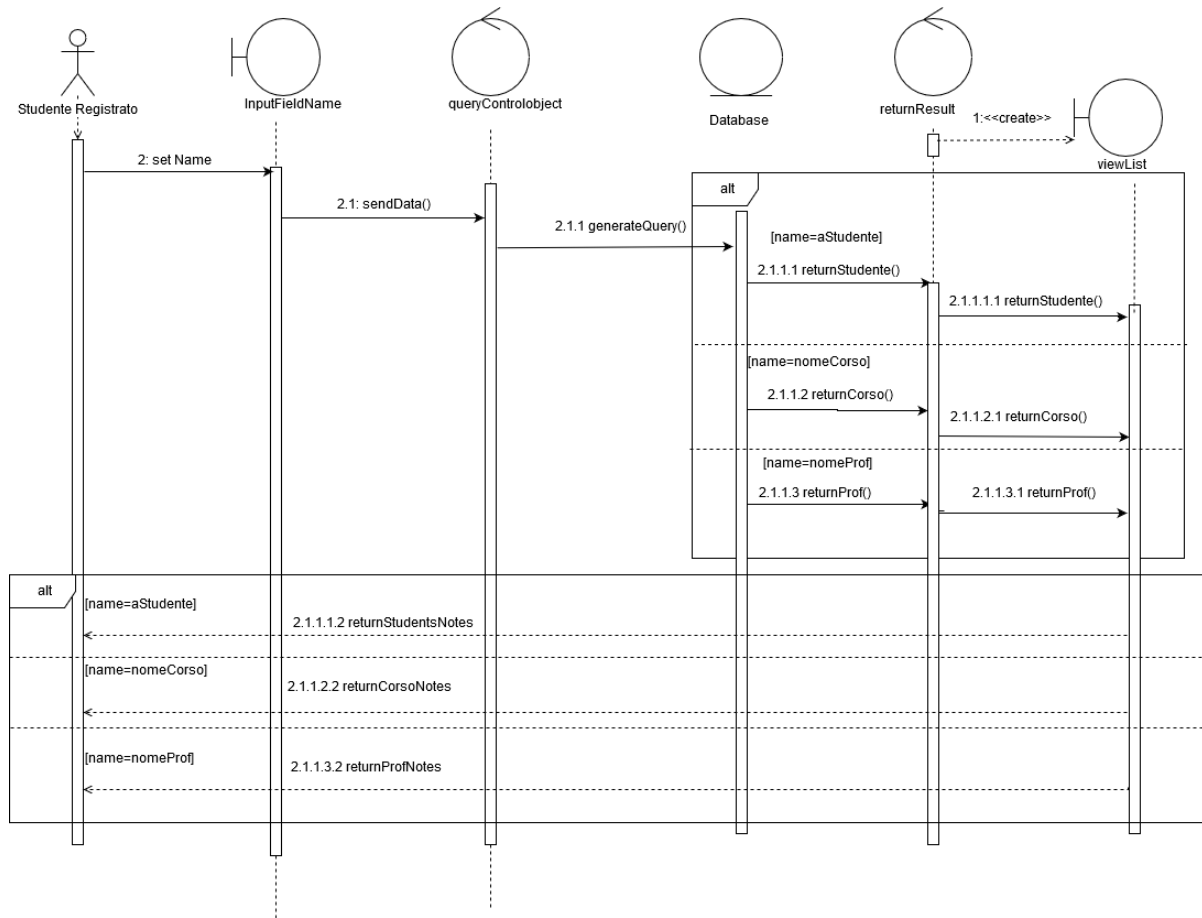 Studente Registrato
InputFieldName
queryControlobject
Database
returnResult
1:<<create>>
viewList
2: set Name
alt
2.1: sendData()
2.1.1 generateQuery()
[name=aStudente]
2.1.1.1 returnStudente()
2.1.1.1.1 returnStudente()
[name=nomeCorso]
2.1.1.2 returnCorso()
2.1.1.2.1 returnCorso()
[name=nomeProf]
2.1.1.3 returnProf()
2.1.1.3.1 returnProf()
alt
[name=aStudente]
2.1.1.1.2 returnStudentsNotes
[name=nomeCorso]
2.1.1.2.2 returnCorsoNotes
[name=nomeProf]
2.1.1.3.2 returnProfNotes